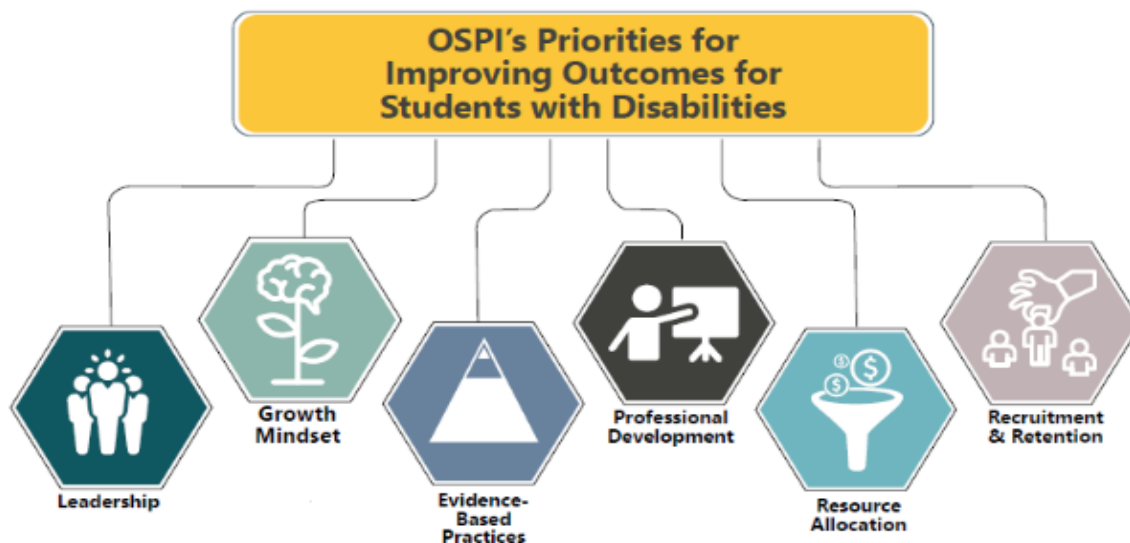 OSPI's Priorities for
Improving Outcomes for
Students with Disabilities
Leadership
Growth
Mindset
Evidence-
Based
Practices
Professional
Development
$
$
$
Resource
Allocation
Recruitment
& Retention